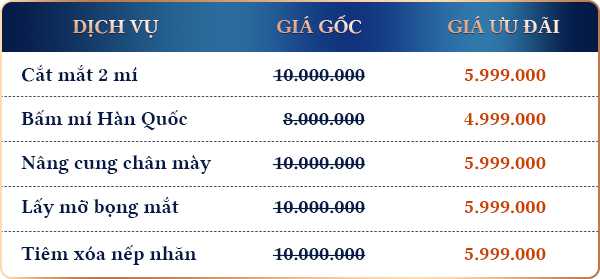 DỊCH VỤ GIÁ GỐC GIÁ ƯU ĐÃI
Cắt mắt 2 mí 10.000.000 5.999.000
Bấm mí Hàn Quốc 8.000.000 4.999.000
Nâng cung chân mày 10.000.000 5.999.000
Lấy mỡ bọng mắt 10.000.000 5.999.000
Tiêm xóa nếp nhăn 10.000.000 5.999.000